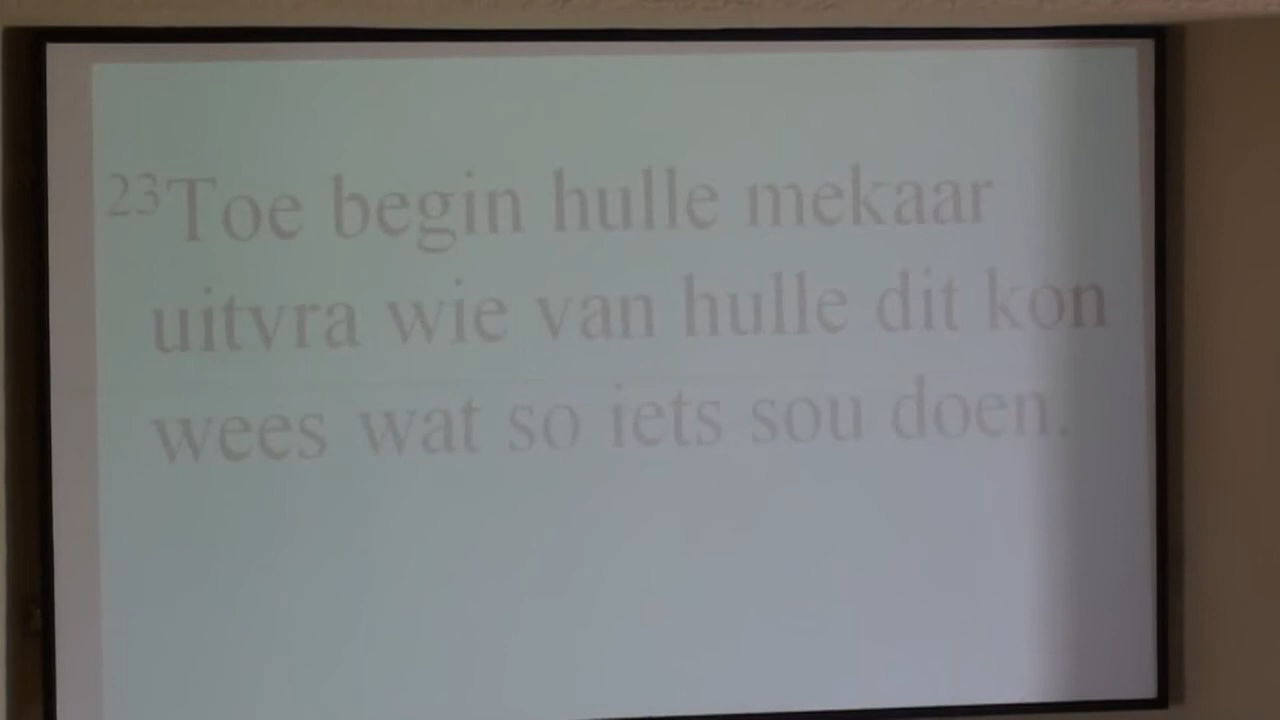 23Toe begin hulle mekaar
uitvra wie van hulle dit kon
wees wat so iets sou doen.